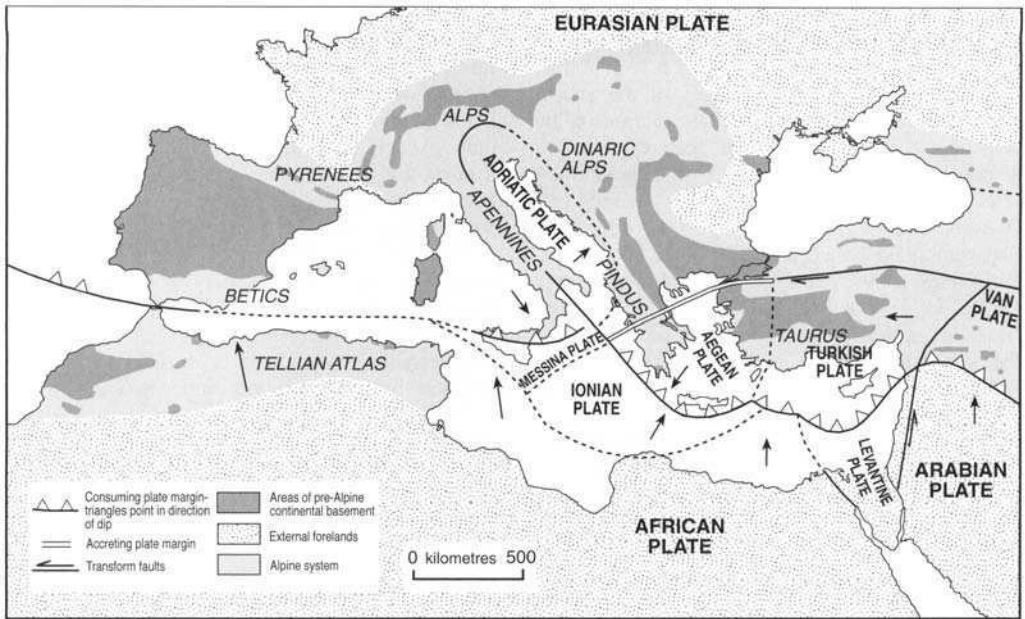 EURASIAN PLATE
ALPS
DINARIC
ALPS
PYRENEES
ADRIATIC PLATE
APENNINES
PINDUS
BETICS
VAN
PLATE
TAURUS
TURKISH
PLATE
TELLIAN ATLAS
MESSINA PLATE
AEGEAN
PLATE
IONIAN
PLATE
LEVANTINE
PLATE
ARABIAN
PLATE
AFRICAN
PLATE
Consuming plate margin-
triangles point in direction
of dip
Accreting plate margin
Transform faults
Areas of pre-Alpine
continental basement
External forelands
Alpine system
0 kilometres 500